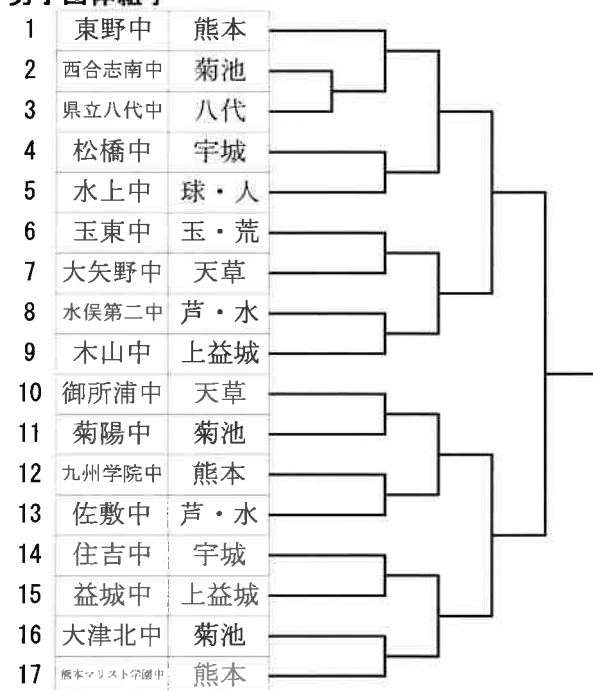 男子団体組手
1 東野中 熊本
2 西合志南中 菊池
3 県立八代中 八代
4 松橋中 宇城
5 水上中 球・人
6 玉東中 玉・荒
7 大矢野中 天草
8 水俣第二中 芦・水
9 木山中 上益城
10 御所浦中 天草
11 菊陽中 菊池
12 九州学院中 熊本
13 佐敷中 芦・水
14 住吉中 宇城
15 益城中 上益城
16 大津北中 菊池
17 熊本マリスト学園中 熊本